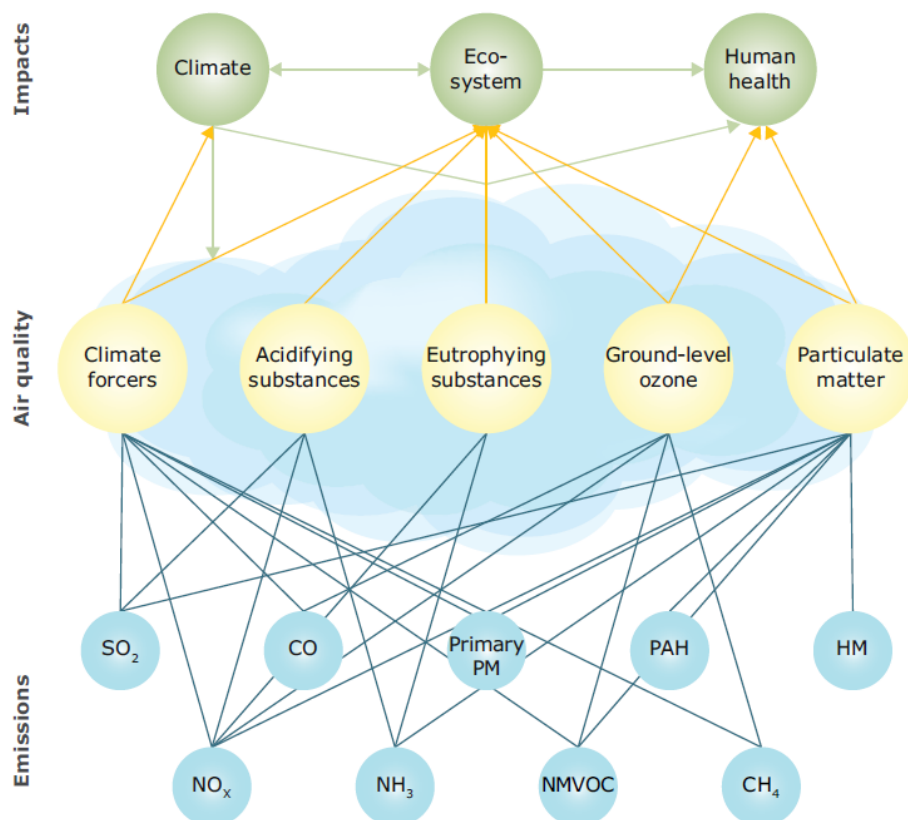 Impacts
Climate
Eco-
system
Human
health
Air quality
Climate
forcers
Acidifying
substances
Eutrophying
substances
Ground-level
ozone
Particulate
matter
Emissions
SO₂
CO
Primary
PM
PAH
HM
NOₓ
NH₃
NMVOC
CH₄